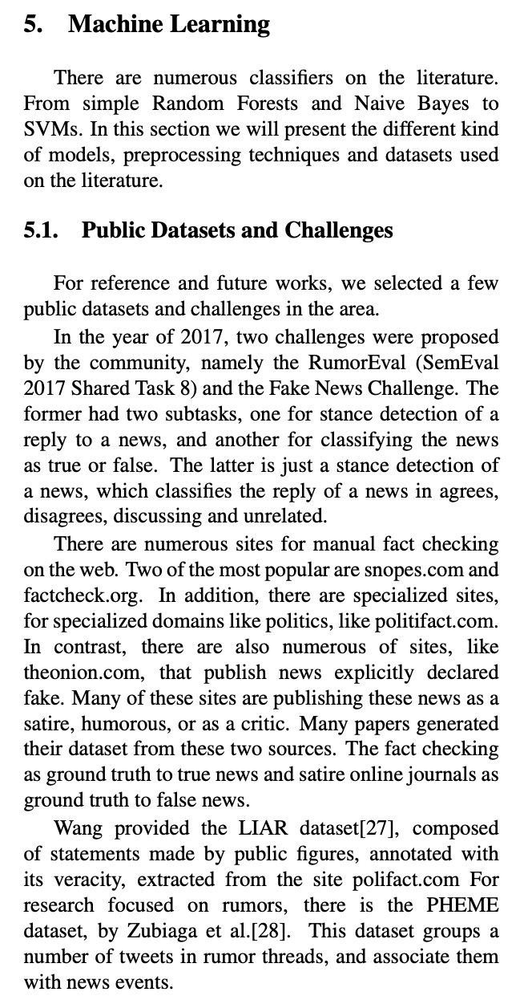 5. Machine Learning
There are numerous classifiers on the literature.
From simple Random Forests and Naive Bayes to
SVMs. In this section we will present the different kind
of models, preprocessing techniques and datasets used
on the literature.
5.1. Public Datasets and Challenges
For reference and future works, we selected a few
public datasets and challenges in the area.
In the year of 2017, two challenges were proposed
by the community, namely the RumorEval (SemEval
2017 Shared Task 8) and the Fake News Challenge. The
former had two subtasks, one for stance detection of a
reply to a news, and another for classifying the news
as true or false. The latter is just a stance detection of
a news, which classifies the reply of a news in agrees,
disagrees, discussing and unrelated.
There are numerous sites for manual fact checking
on the web. Two of the most popular are snopes.com and
factcheck.org. In addition, there are specialized sites,
for specialized domains like politics, like politifact.com.
In contrast, there are also numerous of sites, like
theonion.com, that publish news explicitly declared
fake. Many of these sites are publishing these news as a
satire, humorous, or as a critic. Many papers generated
their dataset from these two sources. The fact checking
as ground truth to true news and satire online journals as
ground truth to false news.
Wang provided the LIAR dataset[27], composed
of statements made by public figures, annotated with
its veracity, extracted from the site polifact.com For
research focused on rumors, there is the PHEME
dataset, by Zubiaga et al.[28]. This dataset groups a
number of tweets in rumor threads, and associate them
with news events.